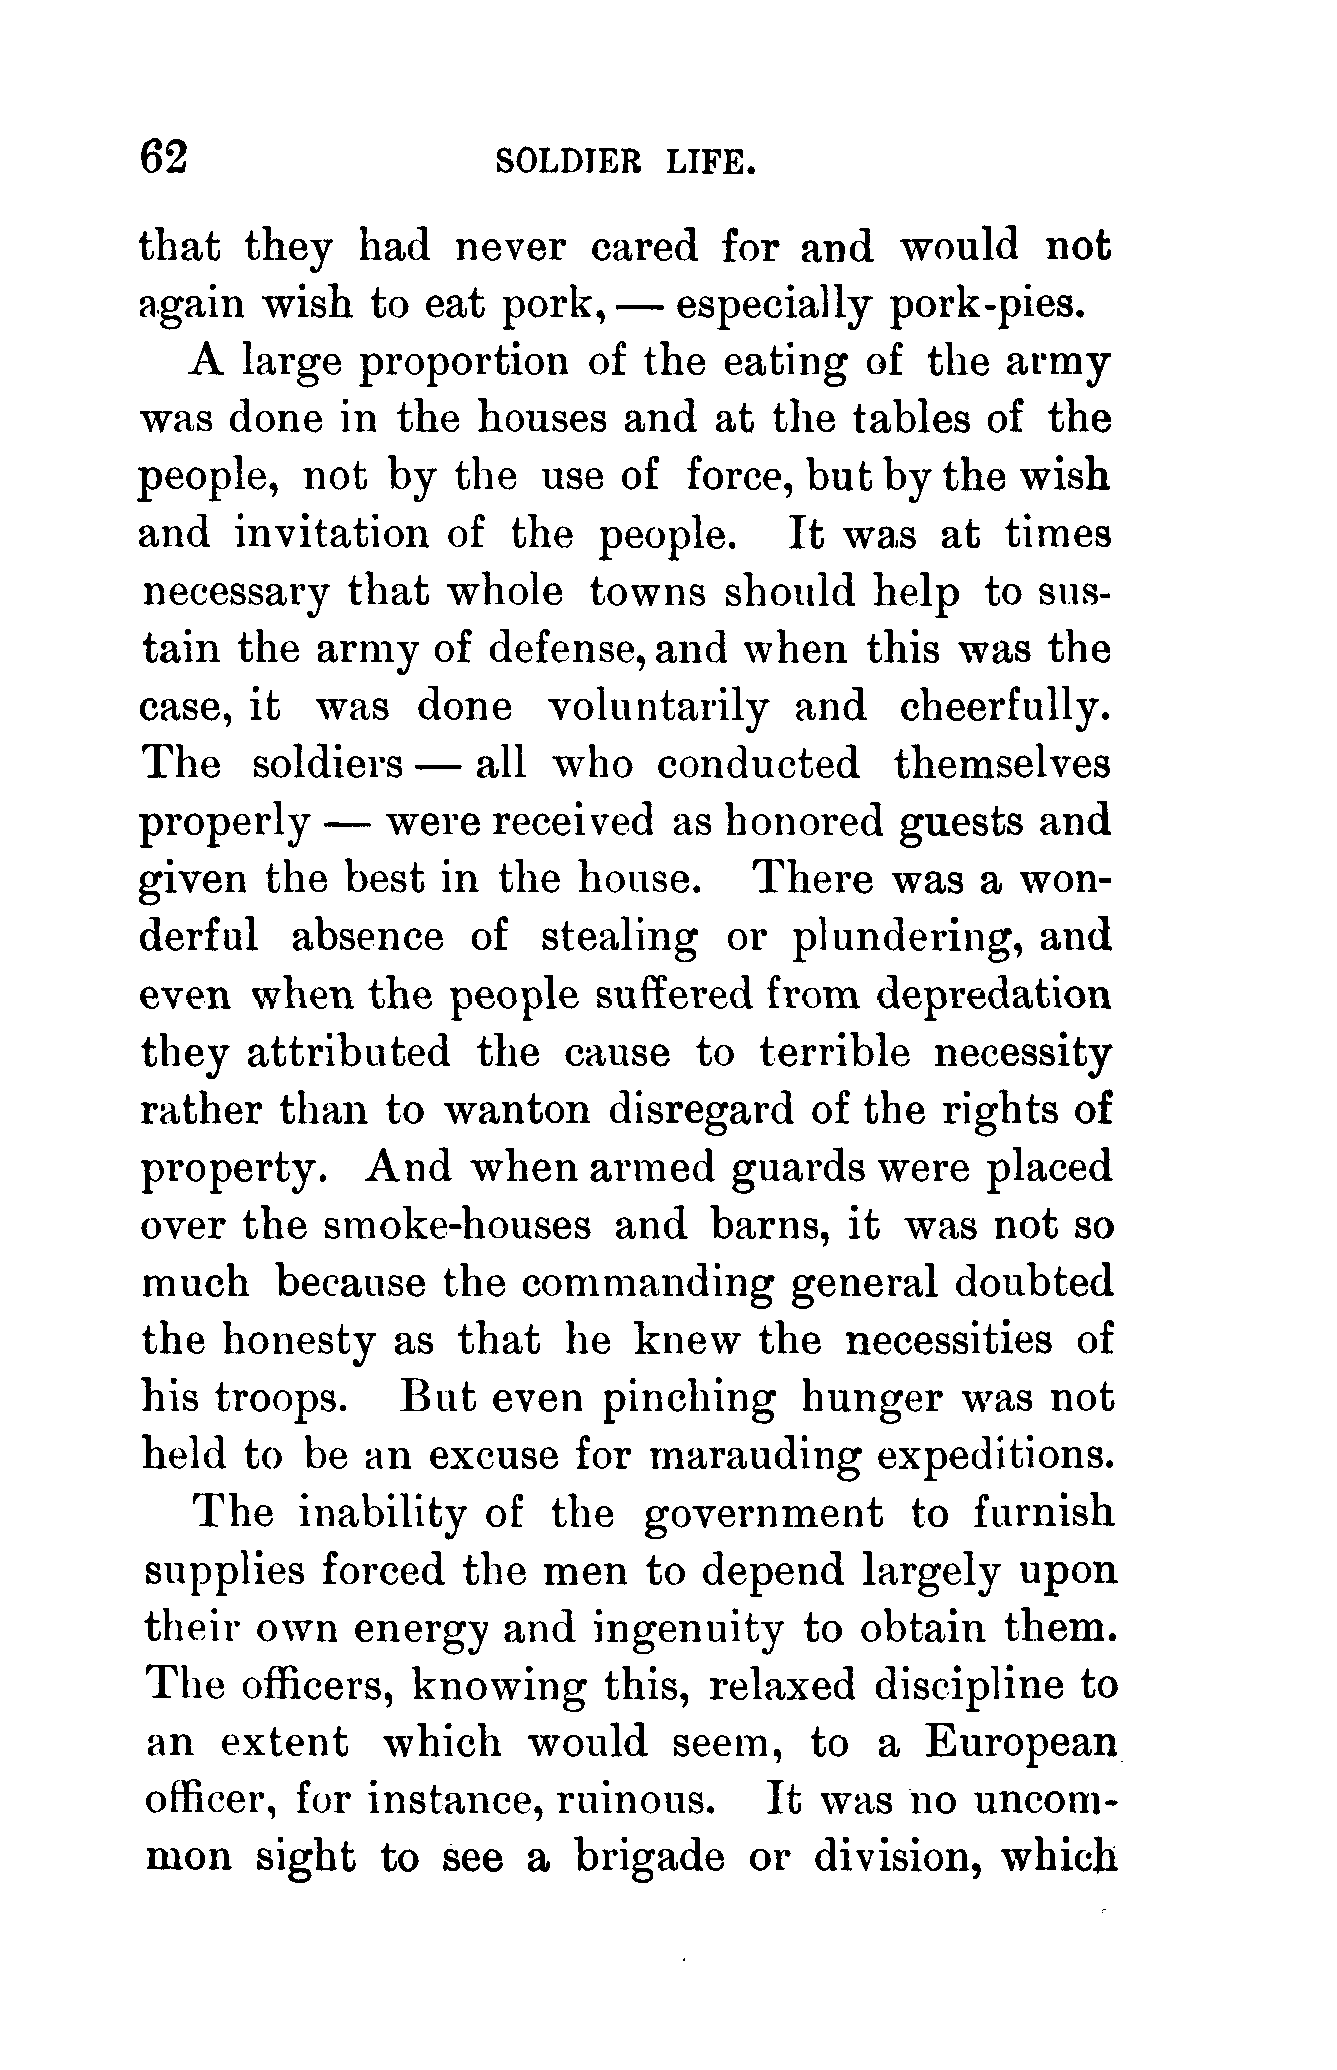 62 SOLDIER LIFE.
that they had never cared for and would not
again wish to eat pork, — especially pork-pies.
A large proportion of the eating of the army
was done in the houses and at the tables of the
people, not by the use of force, but by the wish
and invitation of the people. It was at times
necessary that whole towns should help to sus-
tain the army of defense, and when this was the
case, it was done voluntarily and cheerfully.
The soldiers — all who conducted themselves
properly — were received as honored guests and
given the best in the house. There was a won-
derful absence of stealing or plundering, and
even when the people suffered from depredation
they attributed the cause to terrible necessity
rather than to wanton disregard of the rights of
property. And when armed guards were placed
over the smoke-houses and barns, it was not so
much because the commanding general doubted
the honesty as that he knew the necessities of
his troops. But even pinching hunger was not
held to be an excuse for marauding expeditions.
The inability of the government to furnish
supplies forced the men to depend largely upon
their own energy and ingenuity to obtain them.
The officers, knowing this, relaxed discipline to
an extent which would seem, to a European
officer, for instance, ruinous. It was no uncom-
mon sight to see a brigade or division, which